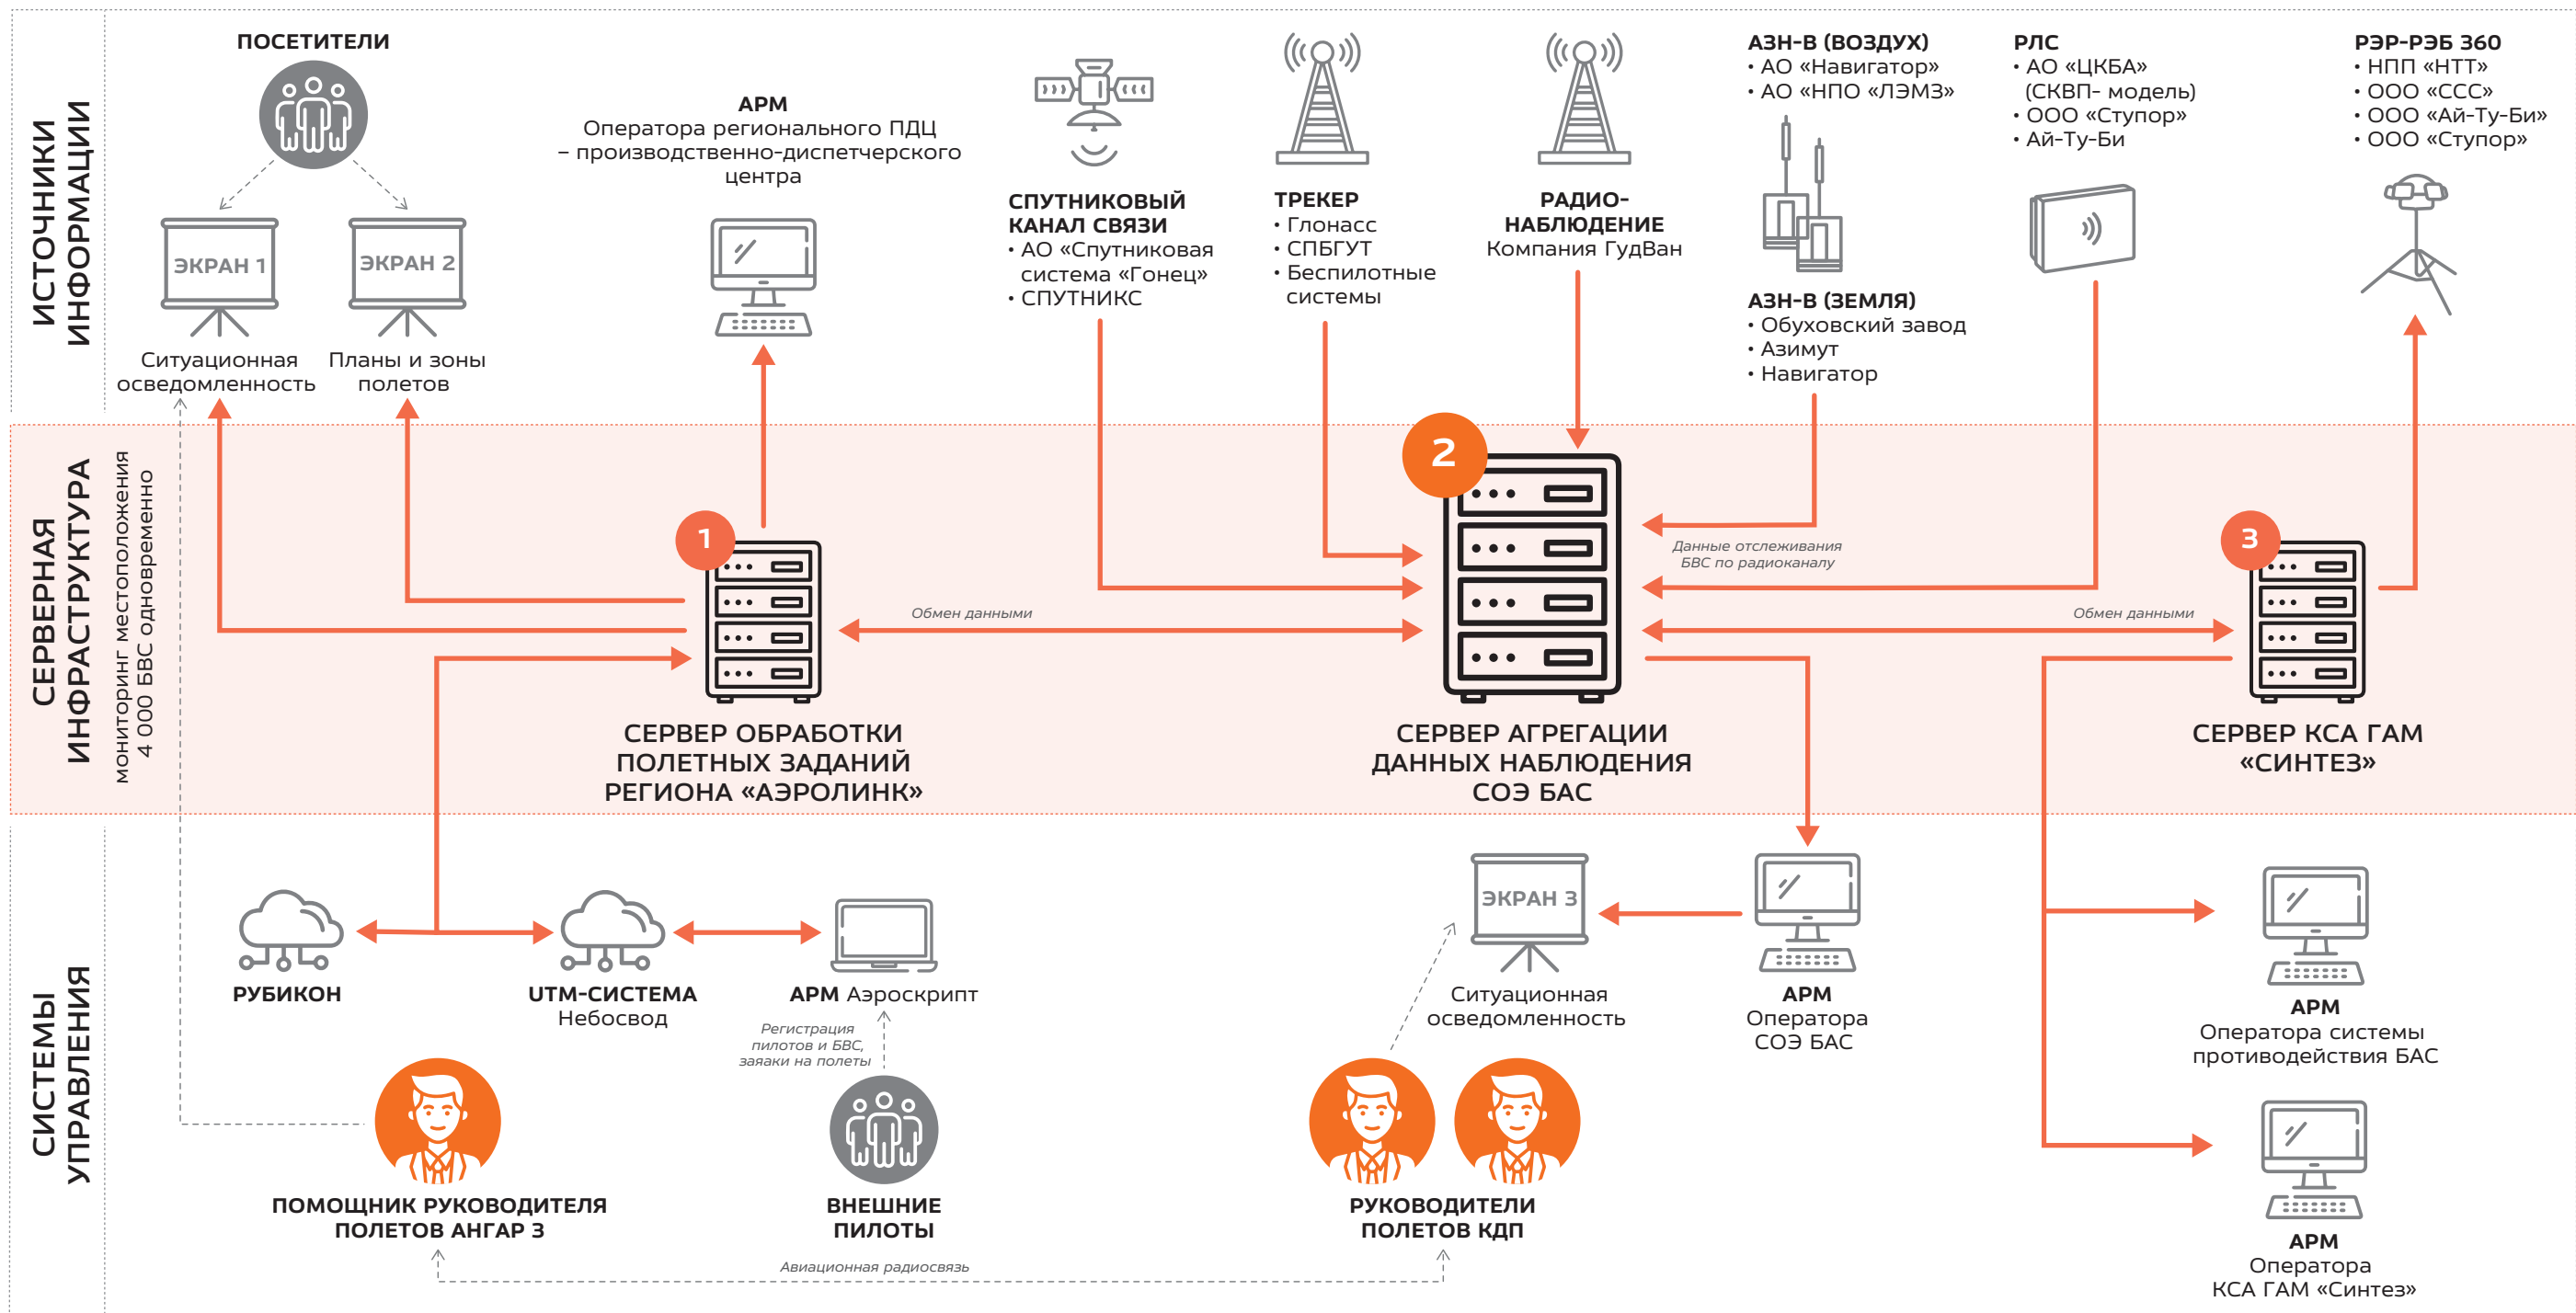 ИСТОЧНИКИ
ИНФОРМАЦИИ
ПОСЕТИТЕЛИ
ЭКРАН 1
ЭКРАН 2
Ситуационная
осведомленность
Планы и зоны
полетов
АРМ
Оператора регионального ПДЦ
– производственно-диспетчерского
центра
СПУТНИКОВЫЙ
КАНАЛ СВЯЗИ
• АО «Спутниковая
система «Гонец»
• СПУТНИКС
ТРЕКЕР
• Глонасс
• СПБГУТ
• Беспилотные
системы
РАДИО-
НАБЛЮДЕНИЕ
Компания ГудВан
АЗН-В (ВОЗДУХ)
• АО «Навигатор»
• АО «НПО «ЛЭМЗ»
АЗН-В (ЗЕМЛЯ)
• Обуховский завод
• Азимут
• Навигатор
РЛС
• АО «ЦКБА»
(СКВП- модель)
• ООО «Ступор»
• Ай-Ту-Би
РЭР-РЭБ 360
• НПП «НТТ»
• ООО «ССС»
• ООО «Ай-Ту-Би»
• ООО «Ступор»
СЕРВЕРНАЯ
ИНФРАСТРУКТУРА
мониторинг местоположения
4 000 БВС одновременно
1
СЕРВЕР ОБРАБОТКИ
ПОЛЕТНЫХ ЗАДАНИЙ
РЕГИОНА «АЭРОЛИНК»
Обмен данными
2
СЕРВЕР АГРЕГАЦИИ
ДАННЫХ НАБЛЮДЕНИЯ
СОЭ БАС
Данные отслеживания
БВС по радиоканалу
Обмен данными
3
СЕРВЕР КСА ГАМ
«СИНТЕЗ»
СИСТЕМЫ
УПРАВЛЕНИЯ
РУБИКОН
UTM-СИСТЕМА
Небосвод
АРМ Аэроскрипт
Регистрация
пилотов и БВС,
заяаки на полеты
ПОМОЩНИК РУКОВОДИТЕЛЯ
ПОЛЕТОВ АНГАР 3
ВНЕШНИЕ
ПИЛОТЫ
Авиационная радиосвязь
ЭКРАН 3
Ситуационная
осведомленность
АРМ
Оператора
СОЭ БАС
РУКОВОДИТЕЛИ
ПОЛЕТОВ КДП
АРМ
Оператора системы
противодействия БАС
АРМ
Оператора
КСА ГАМ «Синтез»